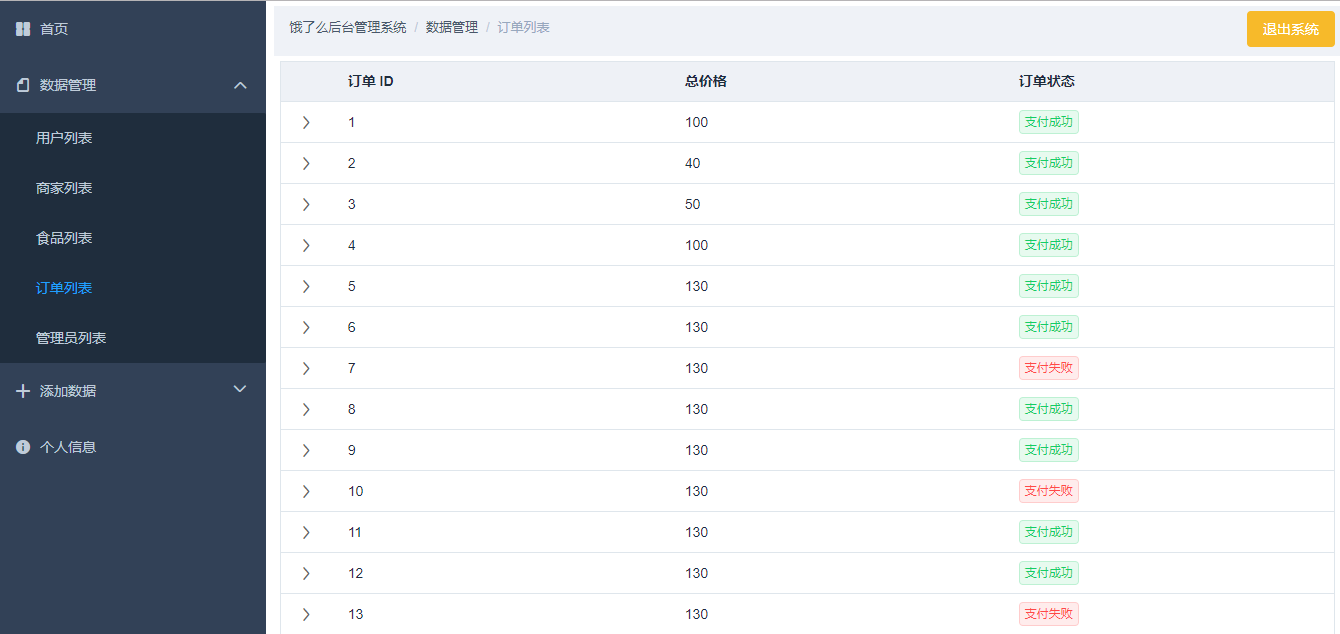 首页
数据管理
用户列表
商家列表
食品列表
订单列表
管理员列表
添加数据
个人信息
饿了么后台管理系统 / 数据管理 / 订单列表
退出系统
订单 ID 总价格 订单状态
1 100 支付成功
2 40 支付成功
3 50 支付成功
4 100 支付成功
5 130 支付成功
6 130 支付成功
7 130 支付失败
8 130 支付成功
9 130 支付成功
10 130 支付失败
11 130 支付成功
12 130 支付成功
13 130 支付失败